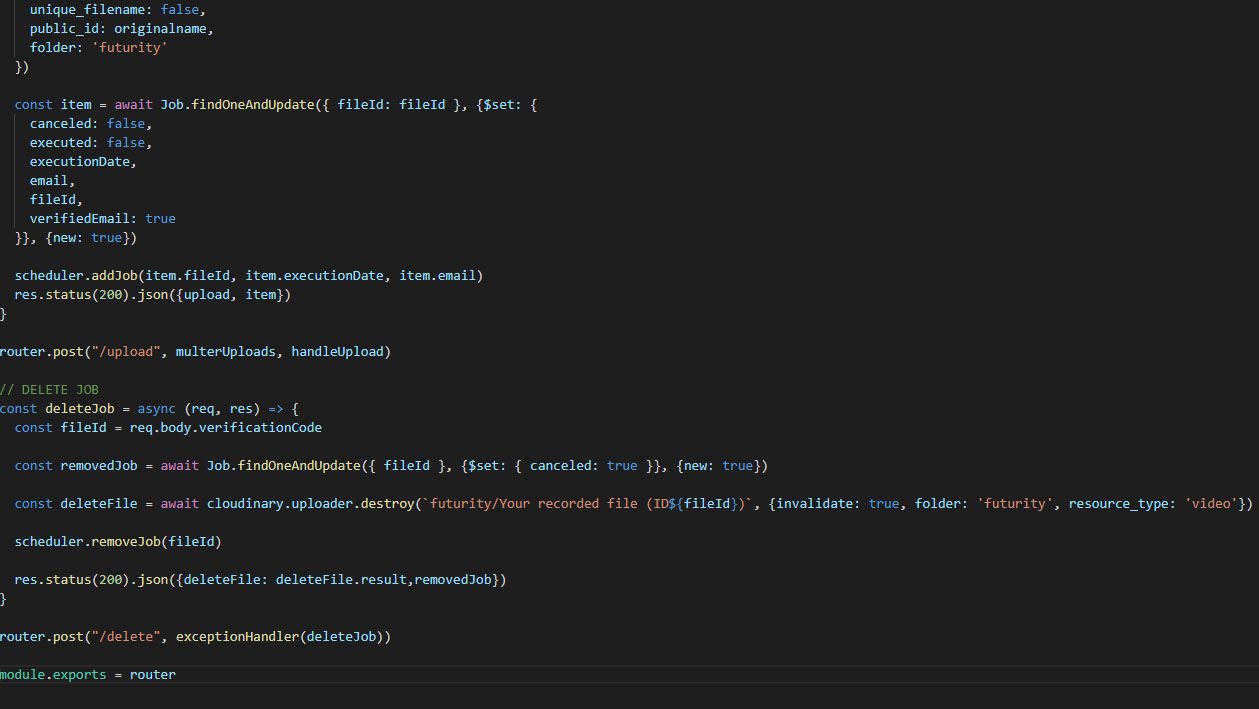 unique_filename: false,
public_id: originalname,
folder: 'futurity'
})
const item = await Job.findOneAndUpdate({ fileId: fileId }, {$set: {
canceled: false,
executed: false,
executionDate,
email,
fileId,
verifiedEmail: true
}}, {new: true})
scheduler.addJob(item.fileId, item.executionDate, item.email)
res.status(200).json({upload, item})
}
router.post("/upload", multerUploads, handleUpload)
// DELETE JOB
const deleteJob = async (req, res) => {
const fileId = req.body.verificationCode
const removedJob = await Job.findOneAndUpdate({ fileId }, {$set: { canceled: true }}, {new: true})
const deleteFile = await cloudinary.uploader.destroy(`futurity/Your recorded file (ID${fileId})`, {invalidate: true, folder: 'futurity', resource_type: 'video'})
scheduler.removeJob(fileId)
res.status(200).json({deleteFile: deleteFile.result,removedJob})
}
router.post("/delete", exceptionHandler(deleteJob))
module.exports = router